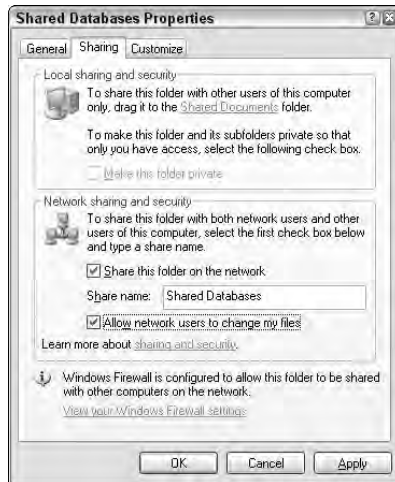 Shared Databases Properties
General Sharing Customize
Local sharing and security
To share this folder with other users of this computer
only, drag it to the Shared Documents folder.
To make this folder and its subfolders private so that
only you have access, select the following check box.
Make this folder private
Network sharing and security
To share this folder with both network users and other
users of this computer, select the first check box below
and type a share name.
Share this folder on the network
Share name: Shared Databases
Allow network users to change my files
Learn more about sharing and security.
Windows Firewall is configured to allow this folder to be shared
with other computers on the network.
View your Windows Firewall settings
OK Cancel Apply